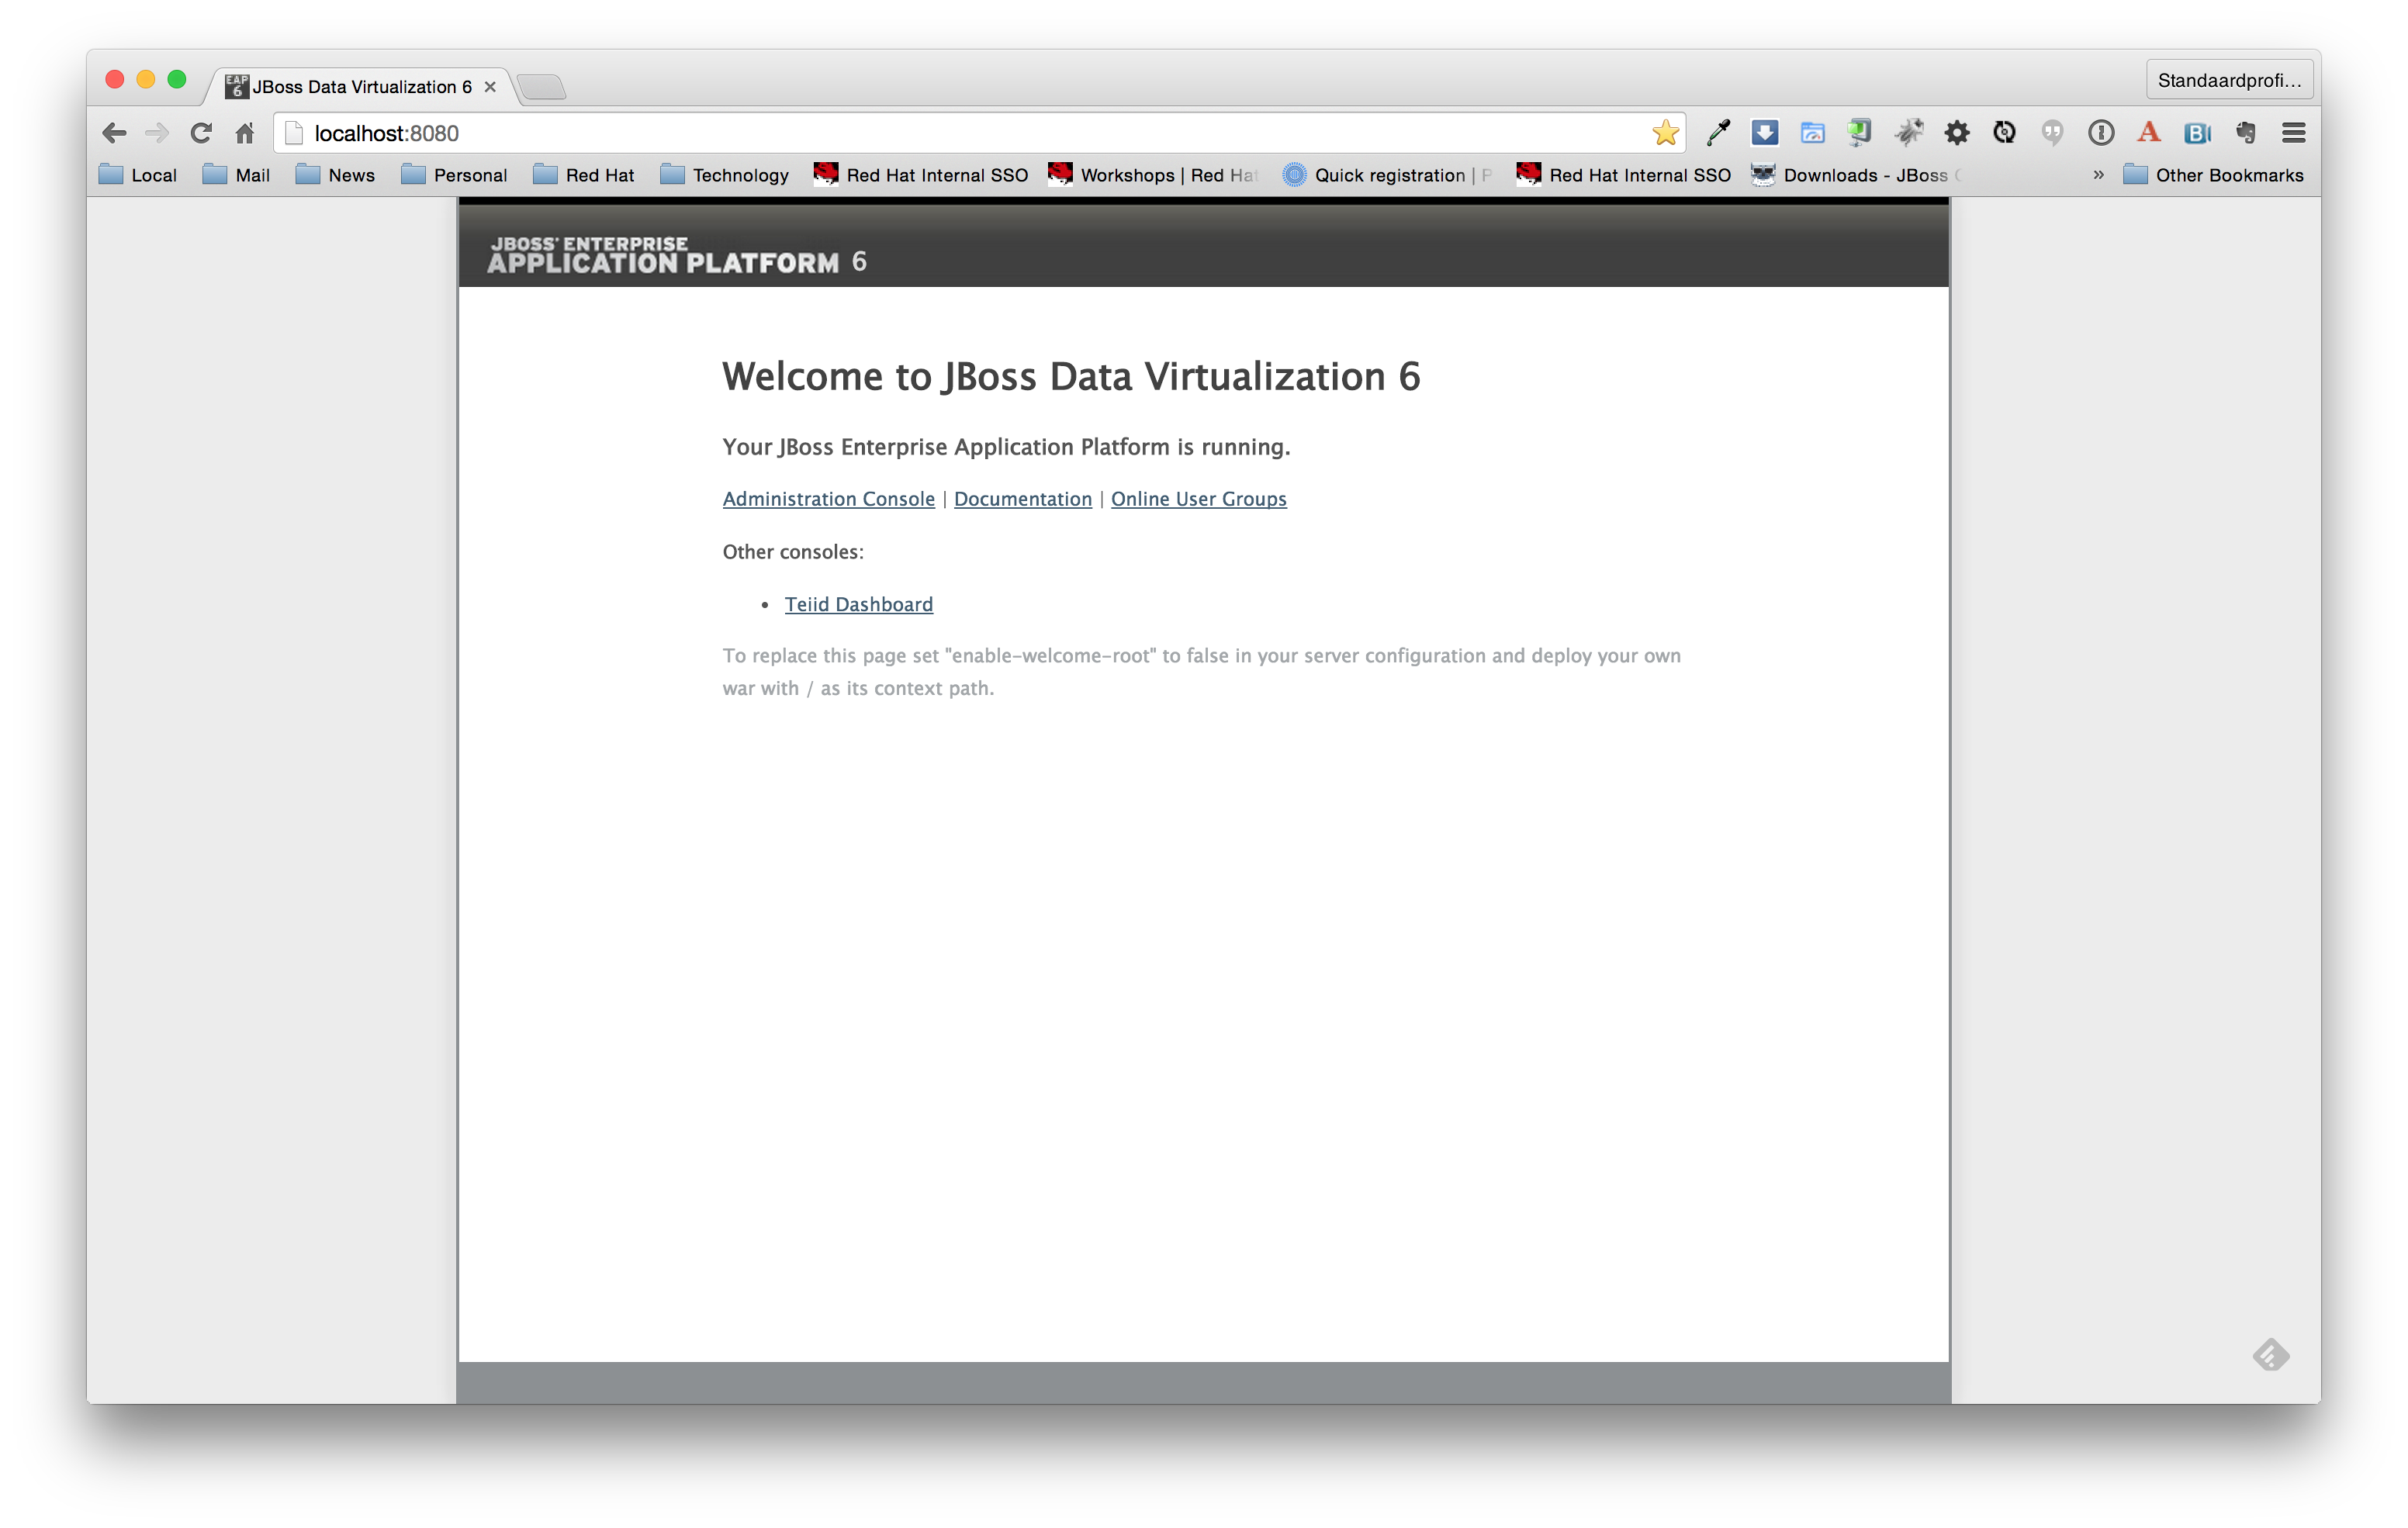 EAP 6 JBoss Data Virtualization 6
Standaardprofi...
localhost:8080
Local Mail News Personal Red Hat Technology Red Hat Internal SSO Workshops | Red Hat Quick registration | P Red Hat Internal SSO Downloads - JBoss » Other Bookmarks
JBOSS' ENTERPRISE
APPLICATION PLATFORM 6
Welcome to JBoss Data Virtualization 6
Your JBoss Enterprise Application Platform is running.
Administration Console | Documentation | Online User Groups
Other consoles:
• Teiid Dashboard
To replace this page set "enable-welcome-root" to false in your server configuration and deploy your own
war with / as its context path.